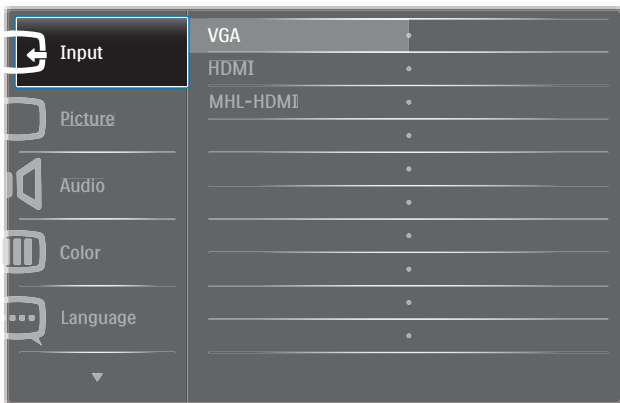 Input
Picture
Audio
Color
Language
VGA
HDMI
MHL-HDMI